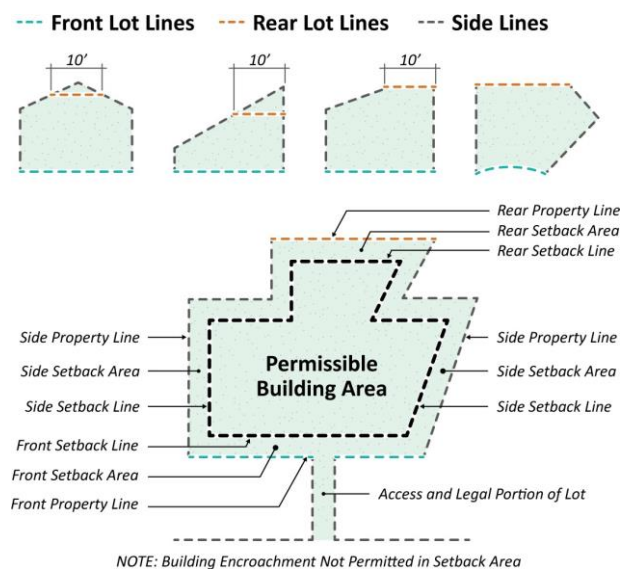 Front Lot Lines Rear Lot Lines Side Lines
10’ 10’ 10’
Rear Property Line
Rear Setback Area
Rear Setback Line
Side Property Line
Side Setback Area
Side Setback Line
Front Setback Line
Front Setback Area
Front Property Line
Permissible
Building Area
Side Property Line
Side Setback Area
Side Setback Line
Access and Legal Portion of Lot
NOTE: Building Encroachment Not Permitted in Setback Area